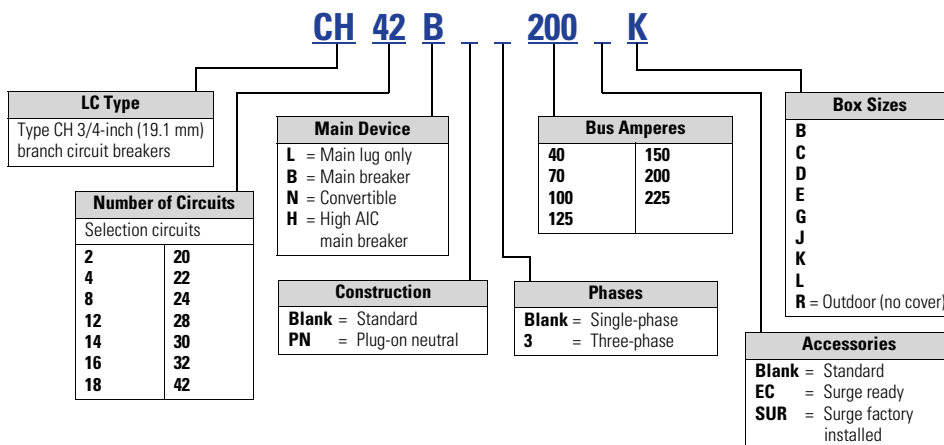 CH 42 B _ _ 200 _ K
LC Type
Type CH 3/4-inch (19.1 mm)
branch circuit breakers
Number of Circuits
Selection circuits
2 20
4 22
8 24
12 28
14 30
16 32
18 42
Main Device
L = Main lug only
B = Main breaker
N = Convertible
H = High AIC
main breaker
Construction
Blank = Standard
PN = Plug-on neutral
Bus Amperes
40 150
70 200
100 225
125
Phases
Blank = Single-phase
3 = Three-phase
Box Sizes
B
C
D
E
G
J
K
L
R = Outdoor (no cover)
Accessories
Blank = Standard
EC = Surge ready
SUR = Surge factory
installed